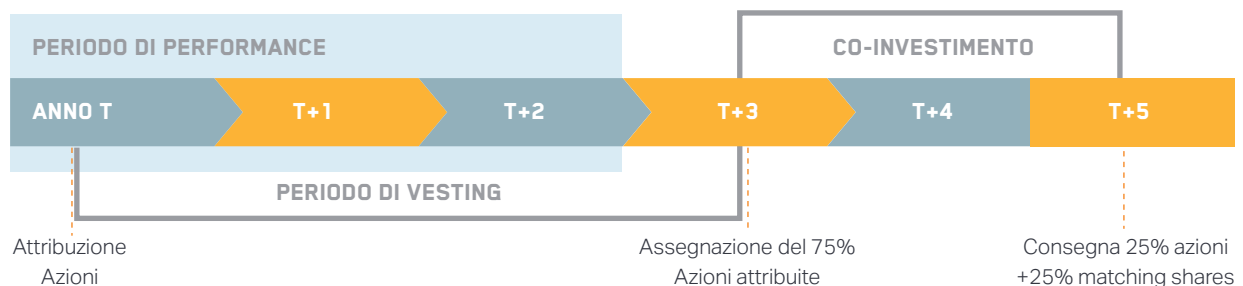 PERIODO DI PERFORMANCE
CO-INVESTIMENTO
ANNO T
T+1
T+2
T+3
T+4
T+5
PERIODO DI VESTING
Attribuzione
Azioni
Assegnazione del 75%
Azioni attribuite
Consegna 25% azioni
+25% matching shares